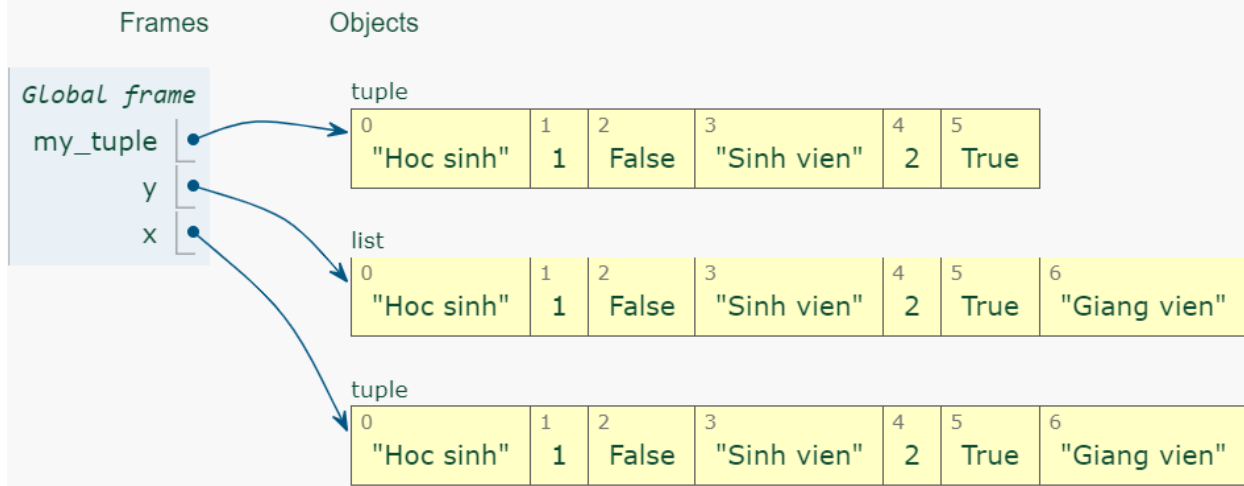 Frames Objects
Global frame
my_tuple
y
x
tuple
0 1 2 3 4 5
"Hoc sinh" 1 False "Sinh vien" 2 True
list
0 1 2 3 4 5 6
"Hoc sinh" 1 False "Sinh vien" 2 True "Giang vien"
tuple
0 1 2 3 4 5 6
"Hoc sinh" 1 False "Sinh vien" 2 True "Giang vien"